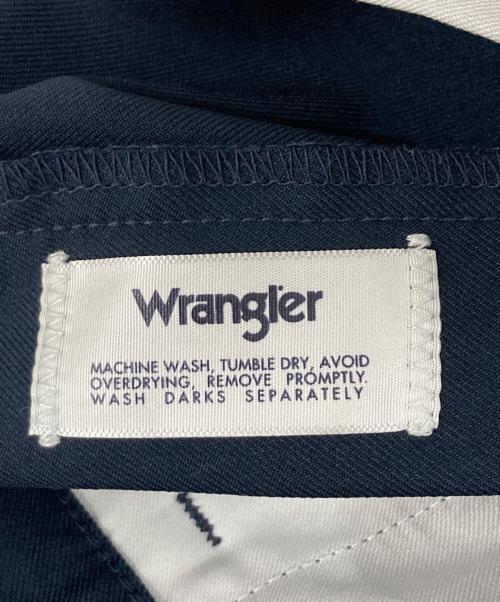 Wrangler
MACHINE WASH, TUMBLE DRY, AVOID
OVERDRYING, REMOVE PROMPTLY.
WASH DARKS SEPARATELY